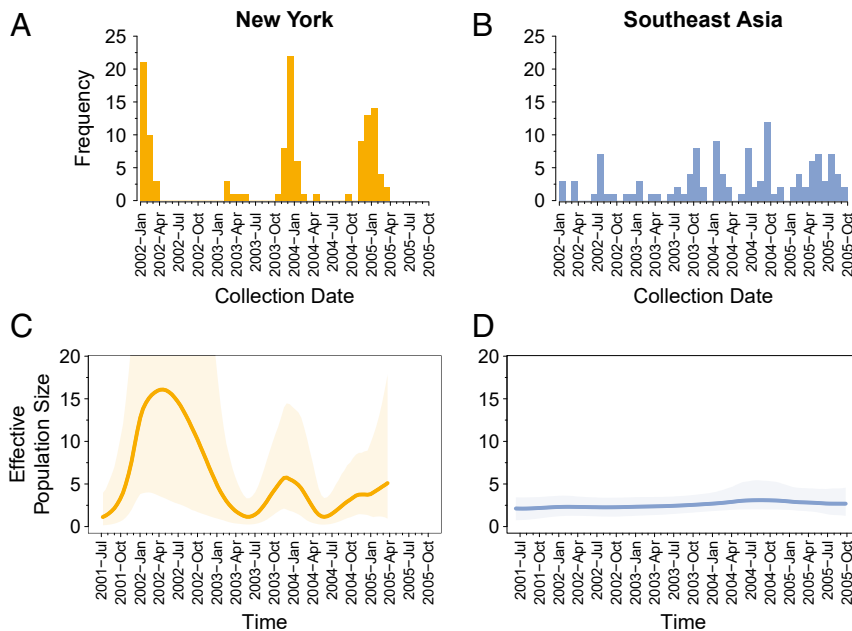 A
New York
25
20
15
10
5
0
Frequency
2002−Jan
2002−Apr
2002−Jul
2002−Oct
2003−Jan
2003−Apr
2003−Jul
2003−Oct
2004−Jan
2004−Apr
2004−Jul
2004−Oct
2005−Jan
2005−Apr
2005−Jul
2005−Oct
Collection Date
B
Southeast Asia
25
20
15
10
5
0
2002−Jan
2002−Apr
2002−Jul
2002−Oct
2003−Jan
2003−Apr
2003−Jul
2003−Oct
2004−Jan
2004−Apr
2004−Jul
2004−Oct
2005−Jan
2005−Apr
2005−Jul
2005−Oct
Collection Date
C
20
15
10
5
0
Effective
Population Size
2001−Jul
2001−Oct
2002−Jan
2002−Apr
2002−Jul
2002−Oct
2003−Jan
2003−Apr
2003−Jul
2003−Oct
2004−Jan
2004−Apr
2004−Jul
2004−Oct
2005−Jan
2005−Apr
2005−Jul
2005−Oct
Time
D
20
15
10
5
0
2001−Jul
2001−Oct
2002−Jan
2002−Apr
2002−Jul
2002−Oct
2003−Jan
2003−Apr
2003−Jul
2003−Oct
2004−Jan
2004−Apr
2004−Jul
2004−Oct
2005−Jan
2005−Apr
2005−Jul
2005−Oct
Time